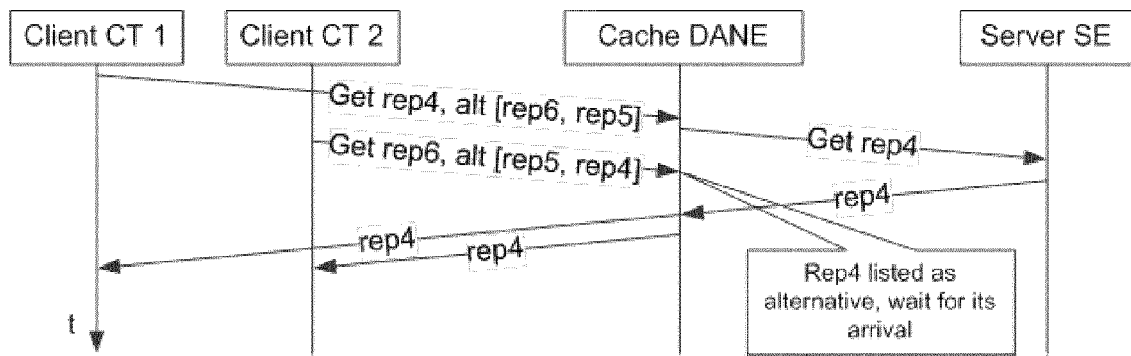 Client CT 1
Client CT 2
Cache DANE
Server SE
Get rep4, alt [rep6, rep5]
Get rep4
Get rep6, alt [rep5, rep4]
rep4
rep4
rep4
Rep4 listed as
alternative, wait for its
arrival
t